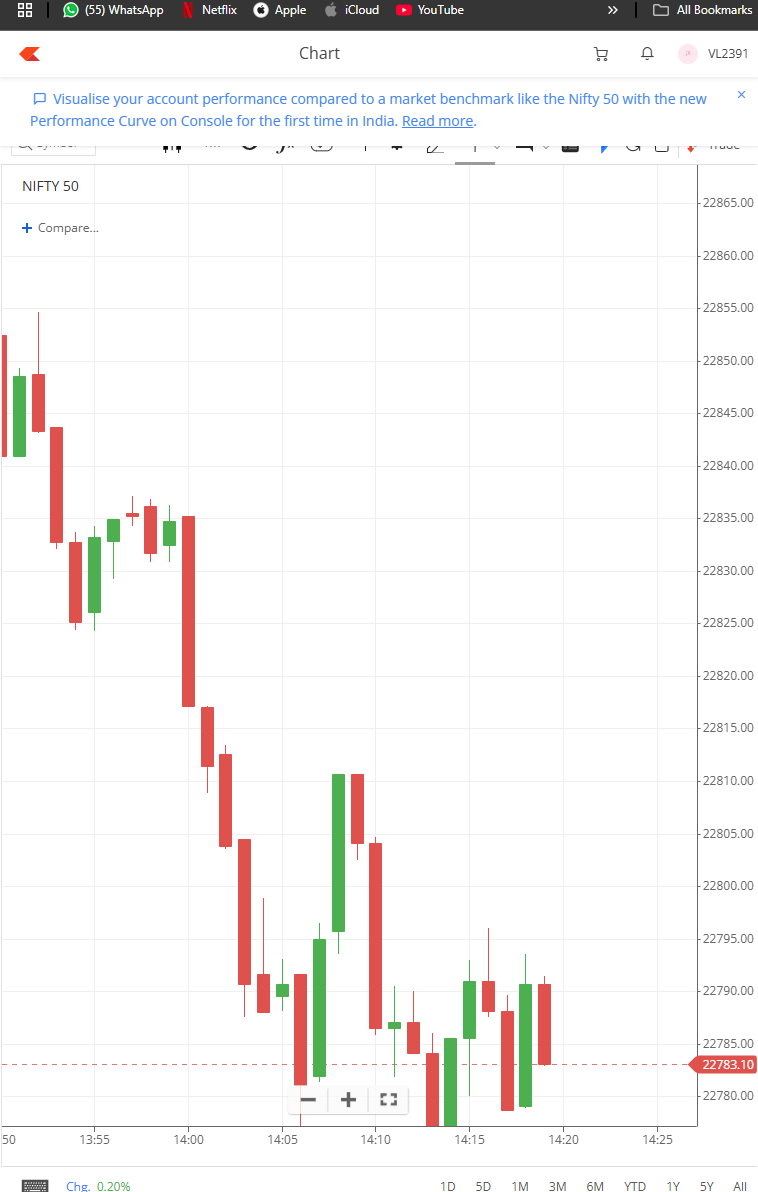 (55) WhatsApp Netflix Apple iCloud YouTube » All Bookmarks
Chart VL2391
Visualise your account performance compared to a market benchmark like the Nifty 50 with the new
Performance Curve on Console for the first time in India. Read more.
NIFTY 50
+ Compare...
22865.00
22860.00
22855.00
22850.00
22845.00
22840.00
22835.00
22830.00
22825.00
22820.00
22815.00
22810.00
22805.00
22800.00
22795.00
22790.00
22785.00
22783.10
22780.00
50 13:55 14:00 14:05 14:10 14:15 14:20 14:25
Chg. 0.20% 1D 5D 1M 3M 6M YTD 1Y 5Y All